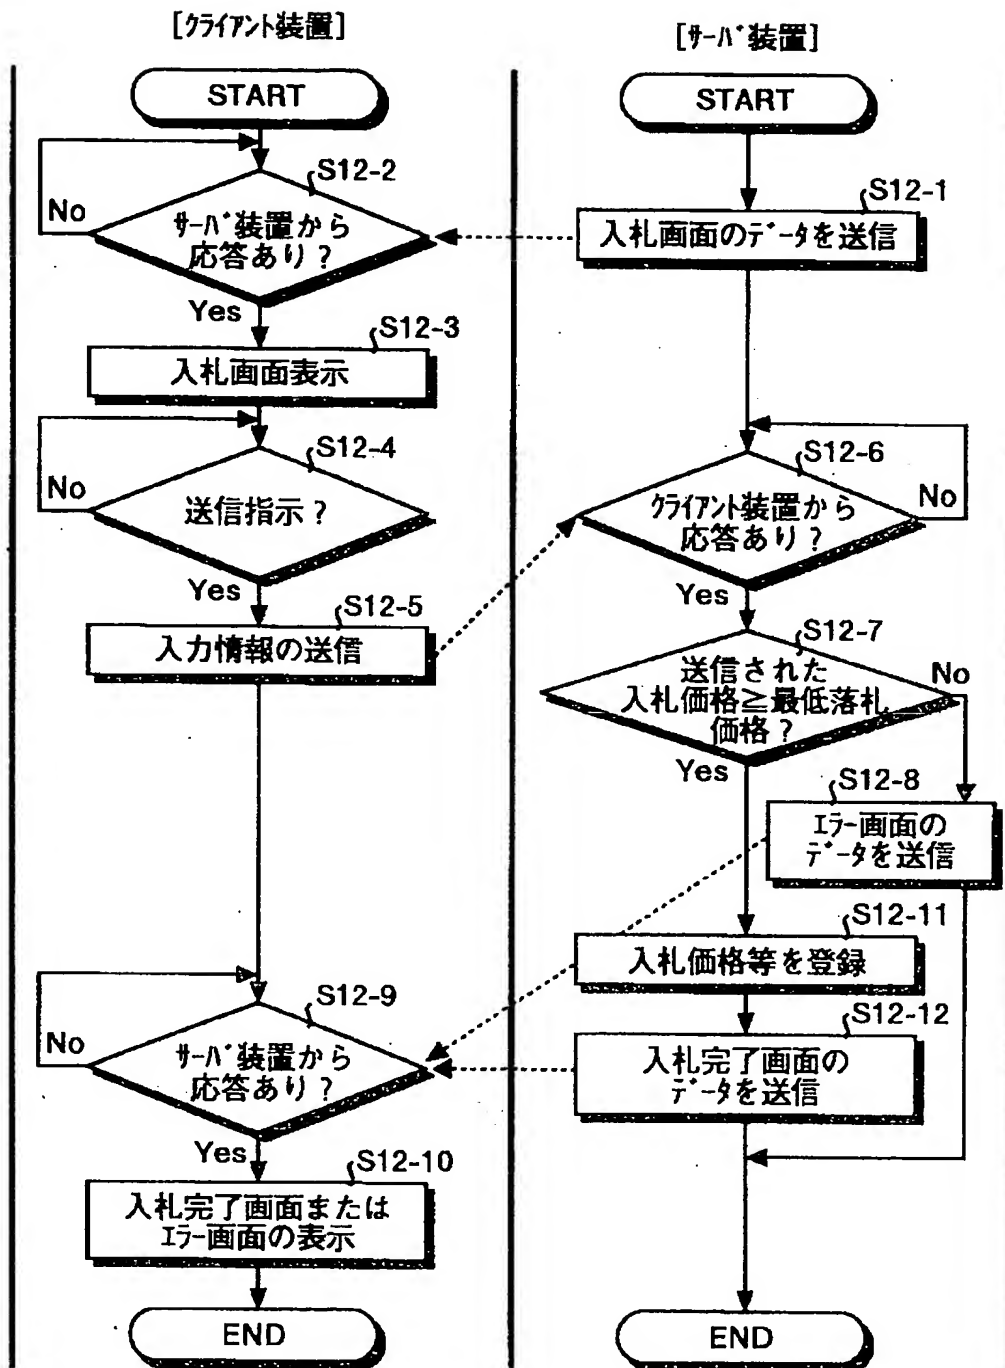 [クライアント装置]
START
S12-2
No
サーバ装置から
応答あり?
Yes
S12-3
入札画面表示
S12-4
No
送信指示?
Yes
S12-5
入力情報の送信
S12-9
No
サーバ装置から
応答あり?
Yes
S12-10
入札完了画面または
エラー画面の表示
END
[サーバ装置]
START
S12-1
入札画面のデータを送信
S12-6
No
クライアント装置から
応答あり?
Yes
S12-7
送信された
入札価格≧最低落札
価格?
No
Yes
S12-8
エラー画面の
データを送信
S12-11
入札価格等を登録
S12-12
入札完了画面の
データを送信
END